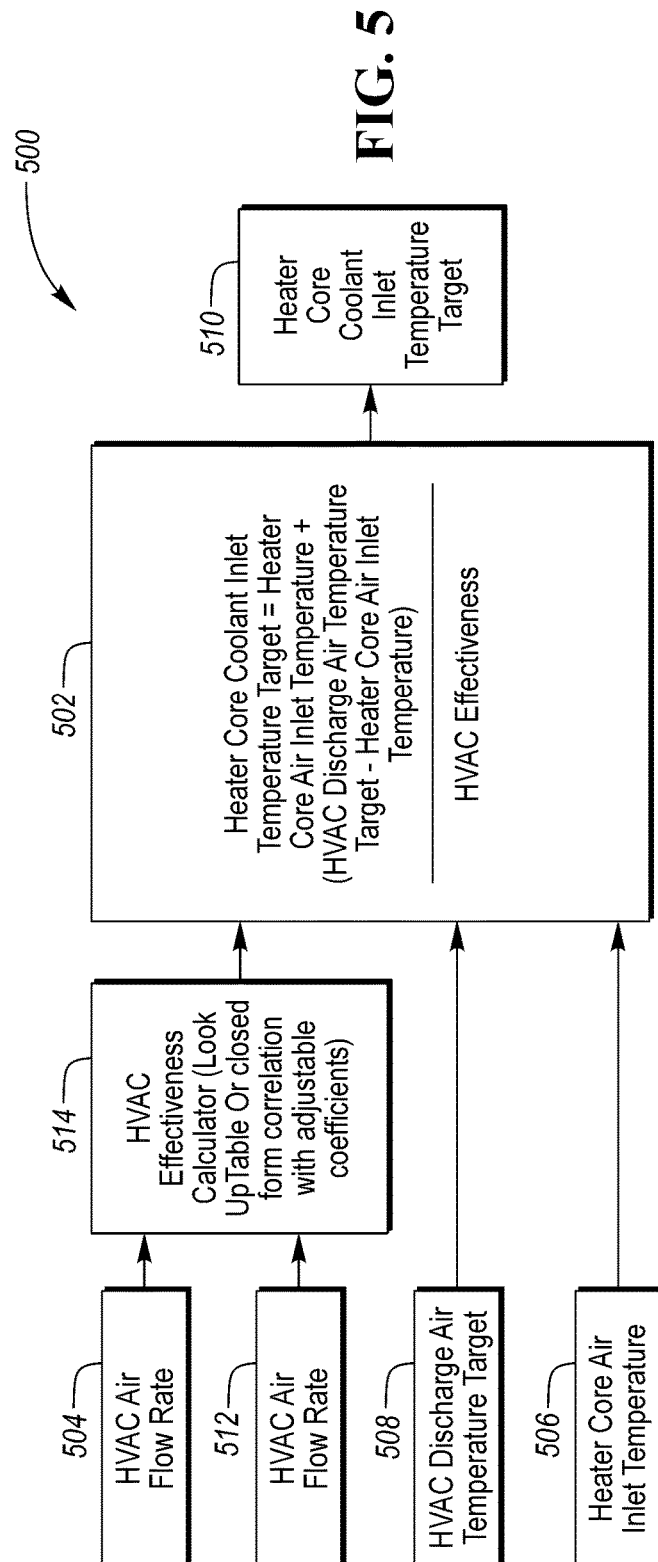 500
504
HVAC Air
Flow Rate
512
HVAC Air
Flow Rate
508
HVAC Discharge Air
Temperature Target
506
Heater Core Air
Inlet Temperature
514
HVAC
Effectiveness
Calculator (Look
UpTable Or closed
form correlation
with adjustable
coefficients)
502
Heater Core Coolant Inlet
Temperature Target = Heater
Core Air Inlet Temperature +
(HVAC Discharge Air Temperature
Target - Heater Core Air Inlet
Temperature)
HVAC Effectiveness
510
Heater
Core
Coolant
Inlet
Temperature
Target
FIG. 5